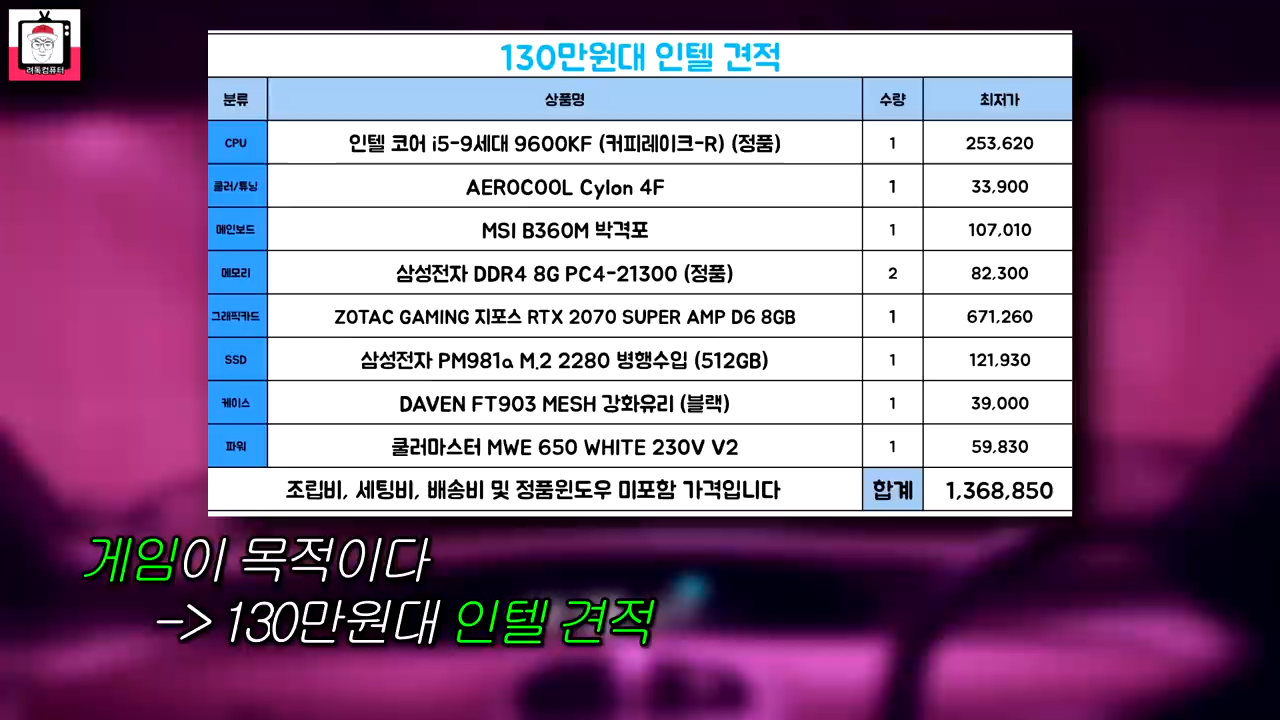 러독컴퓨터
130만원대 인텔 견적
분류 상품명 수량 최저가
CPU 인텔 코어 i5-9세대 9600KF (커피레이크-R) (정품) 1 253,620
쿨러/튜닝 AEROCOOL Cylon 4F 1 33,900
메인보드 MSI B360M 박격포 1 107,010
메모리 삼성전자 DDR4 8G PC4-21300 (정품) 2 82,300
그래픽카드 ZOTAC GAMING 지포스 RTX 2070 SUPER AMP D6 8GB 1 671,260
SSD 삼성전자 PM981a M.2 2280 병행수입 (512GB) 1 121,930
케이스 DAVEN FT903 MESH 강화유리 (블랙) 1 39,000
파워 쿨러마스터 MWE 650 WHITE 230V V2 1 59,830
조립비, 세팅비, 배송비 및 정품윈도우 미포함 가격입니다 합계 1,368,850
게임이 목적이다
-> 130만원대 인텔 견적